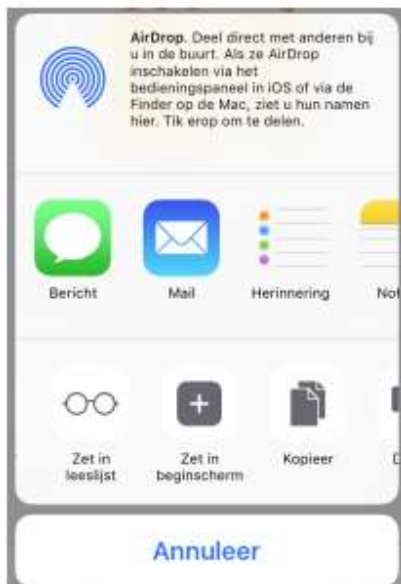 AirDrop. Deel direct met anderen bij
u in de buurt. Als ze AirDrop
inschakelen via het
bedieningspaneel in iOS of via de
Finder op de Mac, ziet u hun namen
hier. Tik erop om te delen.
Bericht
Mail
Herinnering
Not
Zet in
leeslijst
Zet in
beginscherm
Kopieer
Annuleer